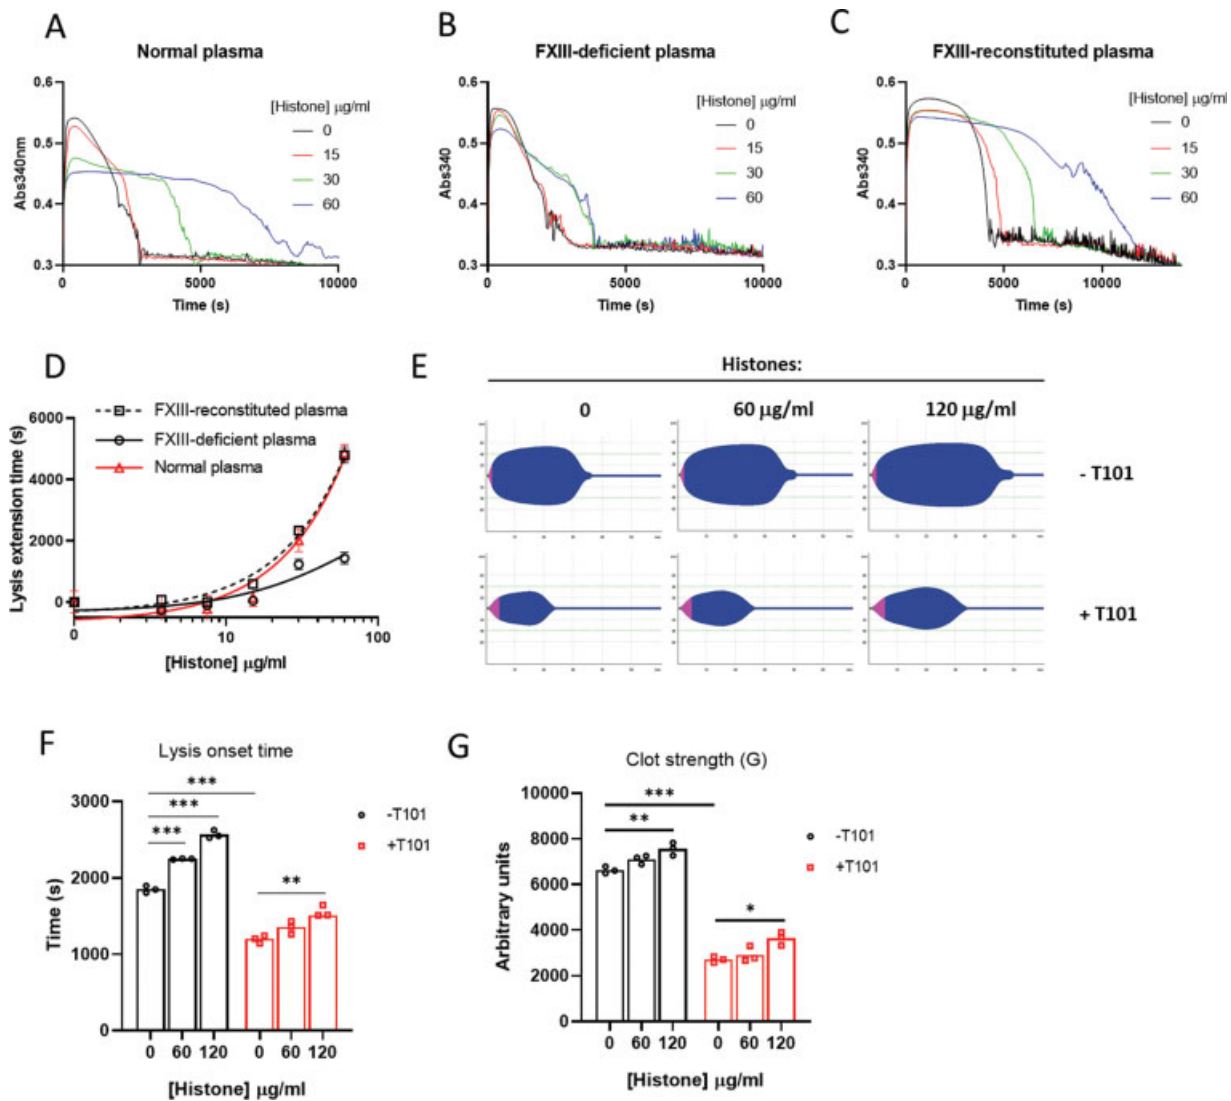 A
Normal plasma
0.6
0.5
0.4
0.3
Abs340nm
[Histone] μg/ml
0
15
30
60
0 5000 10000
Time (s)
B
FXIII-deficient plasma
0.6
0.5
0.4
0.3
Abs340
[Histone] μg/ml
0
15
30
60
0 5000 10000
Time (s)
C
FXIII-reconstituted plasma
0.6
0.5
0.4
0.3
Abs340
[Histone] μg/ml
0
15
30
60
0 5000 10000
Time (s)
D
6000
4000
2000
0
Lysis extension time (s)
FXIII-reconstituted plasma
FXIII-deficient plasma
Normal plasma
0 10 100
[Histone] μg/ml
E
Histones:
0 60 μg/ml 120 μg/ml
- T101
+ T101
F
Lysis onset time
3000
2000
1000
0
Time (s)
***
***
***
**
-T101
+T101
0 60 120 0 60 120
[Histone] μg/ml
G
Clot strength (G)
10000
8000
6000
4000
2000
0
Arbitrary units
***
**
*
-T101
+T101
0 60 120 0 60 120
[Histone] μg/ml